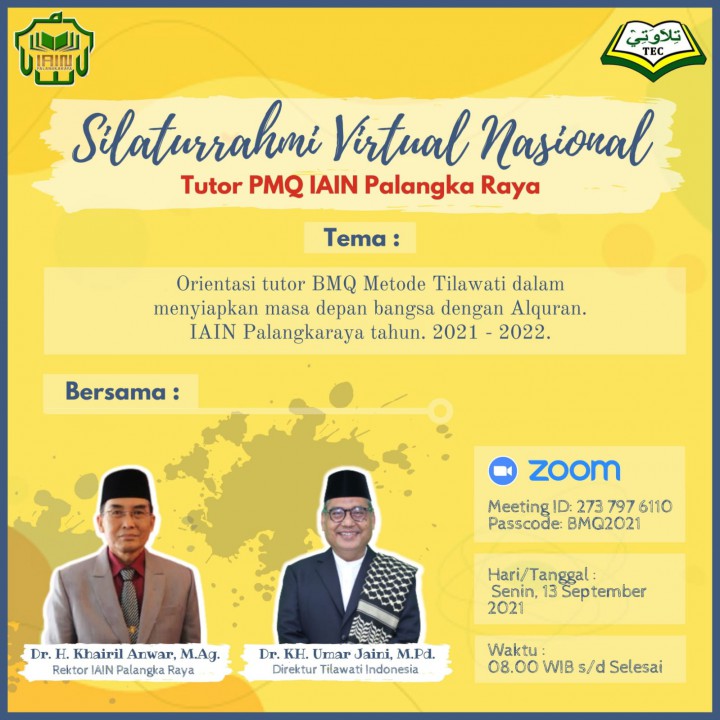 IAIN
PALANGKARAYA
تلاوتي
TEC
Silaturrahmi Virtual Nasional
Tutor PMQ IAIN Palangka Raya
Tema :
Orientasi tutor BMQ Metode Tilawati dalam
menyiapkan masa depan bangsa dengan Alquran.
IAIN Palangkaraya tahun. 2021 - 2022.
Bersama :
zoom
Meeting ID: 273 797 6110
Passcode: BMQ2021
Hari/Tanggal :
Senin, 13 September
2021
Waktu :
08.00 WIB s/d Selesai
Dr. H. Khairil Anwar, M.Ag.
Rektor IAIN Palangka Raya
Dr. KH. Umar Jaini, M.Pd.
Direktur Tilawati Indonesia